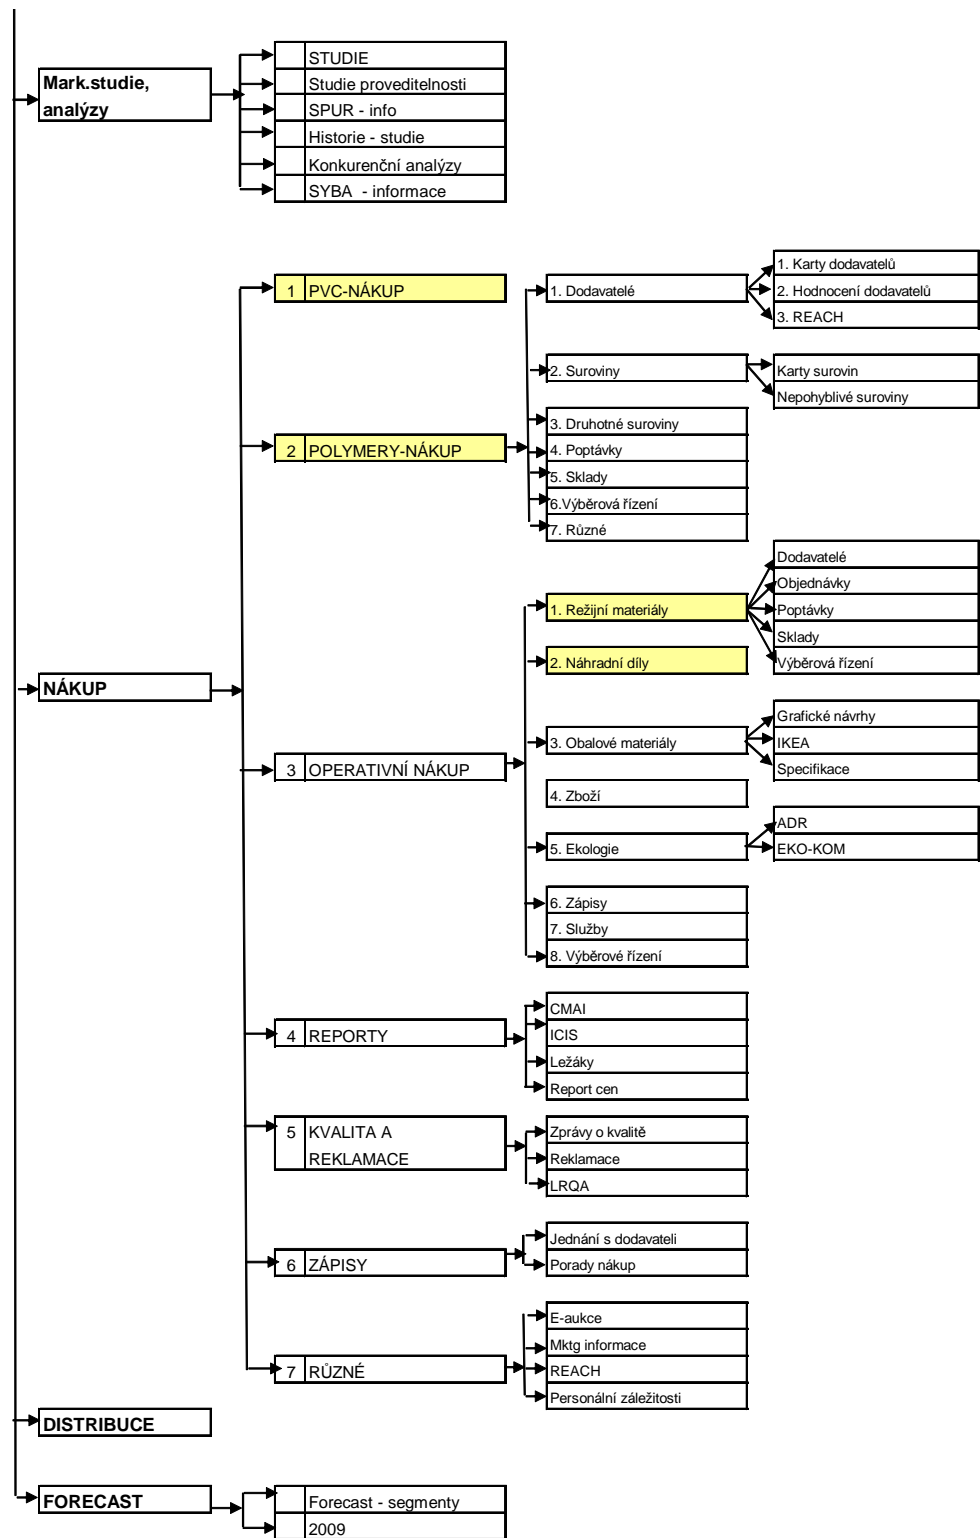 Mark.studie,
analýzy
STUDIE
Studie proveditelnosti
SPUR - info
Historie - studie
Konkurenční analýzy
SYBA - informace
NÁKUP
1 PVC-NÁKUP
2 POLYMERY-NÁKUP
1. Dodavatelé
1. Karty dodavatelů
2. Hodnocení dodavatelů
3. REACH
2. Suroviny
Karty surovin
Nepohyblivé suroviny
3. Druhotné suroviny
4. Poptávky
5. Sklady
6.Výběrová řízení
7. Různé
3 OPERATIVNÍ NÁKUP
1. Režijní materiály
Dodavatelé
Objednávky
Poptávky
Sklady
Výběrová řízení
2. Náhradní díly
3. Obalové materiály
Grafické návrhy
IKEA
Specifikace
4. Zboží
5. Ekologie
ADR
EKO-KOM
6. Zápisy
7. Služby
8. Výběrové řízení
4 REPORTY
CMAI
ICIS
Ležáky
Report cen
5 KVALITA A
REKLAMACE
Zprávy o kvalitě
Reklamace
LRQA
6 ZÁPISY
Jednání s dodavateli
Porady nákup
7 RŮZNÉ
E-aukce
Mktg informace
REACH
Personální záležitosti
DISTRIBUCE
FORECAST
Forecast - segmenty
2009